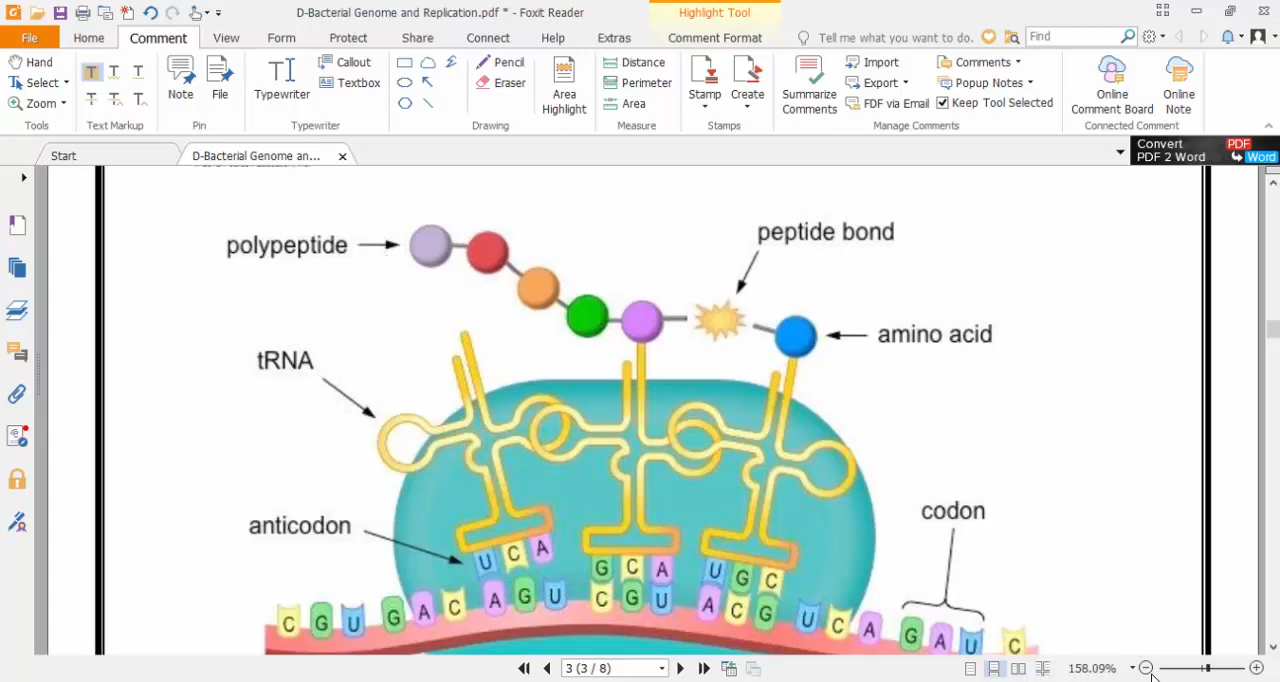 D-Bacterial Genome and Replication.pdf * - Foxit Reader
Highlight Tool
File Home Comment View Form Protect Share Connect Help Extras Comment Format Tell me what you want to do. Find
Hand
Select
Zoom
Tools
T T T
T T T
Text Markup
Note
File
Pin
Typewriter
Callout
Textbox
Typewriter
Pencil
Eraser
Drawing
Area Highlight
Distance
Perimeter
Area
Measure
Stamp
Create
Stamps
Summarize Comments
Import
Export
FDF via Email
Comments
Popup Notes
Keep Tool Selected
Manage Comments
Online Comment Board
Online Note
Connected Comment
Start
D-Bacterial Genome an...
Convert PDF
PDF 2 Word Word
peptide bond
polypeptide
amino acid
tRNA
codon
anticodon
U C A G C A U G C
C G U G A C A G U C G U A C G U C A G A U C
3 (3 / 8)
158.09%